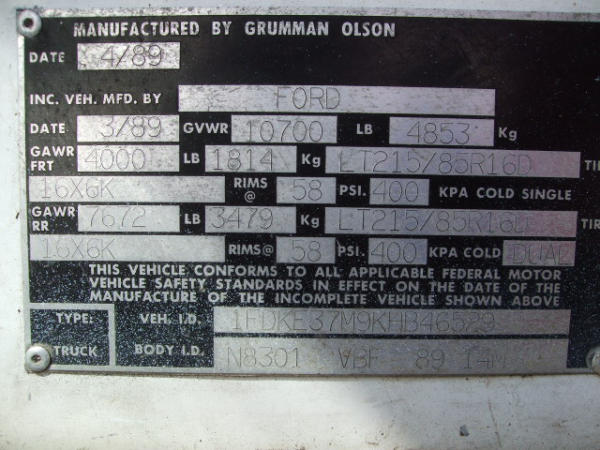 MANUFACTURED BY GRUMMAN OLSON
DATE 4/89
INC. VEH. MFD. BY FORD
DATE 3/89 GVWR 10700 LB 4853 Kg
GAWR FRT 4000 LB 1814 Kg LT215/85R16D TIR
16X6K RIMS @ 58 PSI. 400 KPA COLD SINGLE
GAWR RR 7672 LB 3479 Kg LT215/85R16D TIR
16X6K RIMS @ 58 PSI. 400 KPA COLD DUAL
THIS VEHICLE CONFORMS TO ALL APPLICABLE FEDERAL MOTOR
VEHICLE SAFETY STANDARDS IN EFFECT ON THE DATE OF
MANUFACTURE OF THE INCOMPLETE VEHICLE SHOWN ABOVE
TYPE: VEH. I.D. 1FDKE37M9KHB46529
TRUCK BODY I.D. N8301 VBF 89 14M